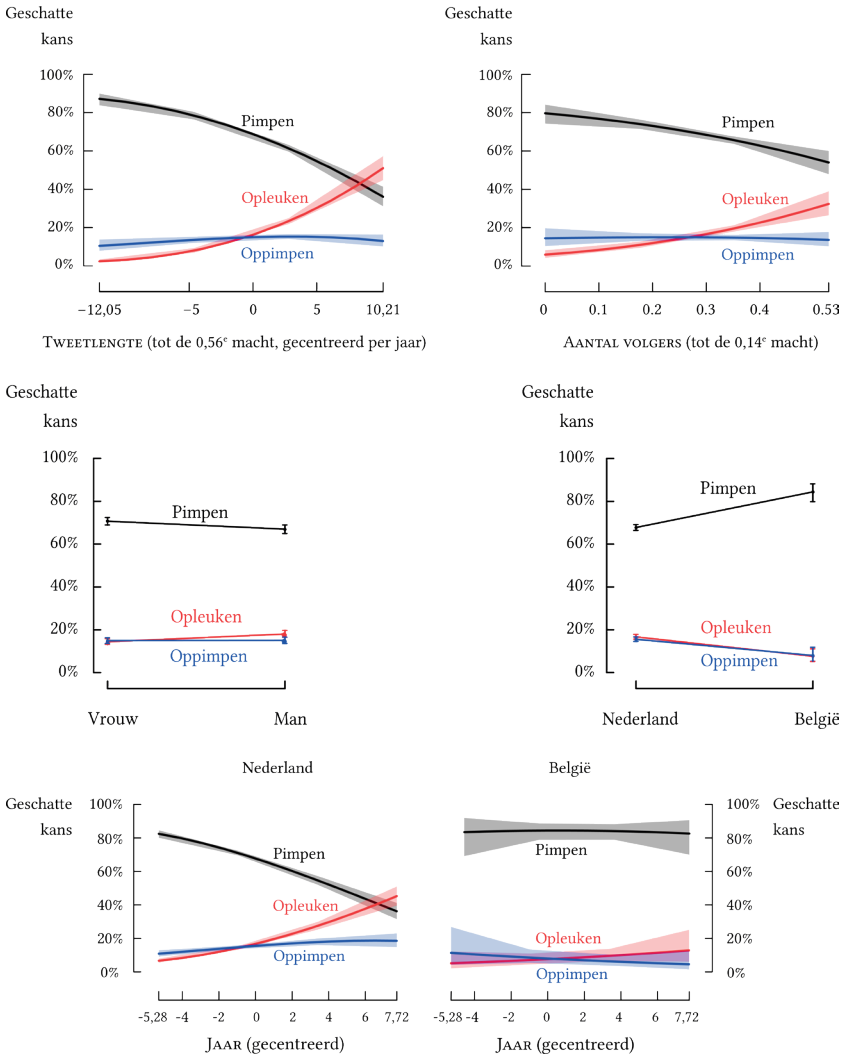 Geschatte
kans
100%
80%
60%
40%
20%
0%
Pimpen
Opleuken
Oppimpen
−12,05 −5 0 5 10,21
Tweetlengte (tot de 0,56e macht, gecentreerd per jaar)
Geschatte
kans
100%
80%
60%
40%
20%
0%
Pimpen
Opleuken
Oppimpen
0 0.1 0.2 0.3 0.4 0.53
Aantal volgers (tot de 0,14e macht)
Geschatte
kans
100%
80%
60%
40%
20%
0%
Pimpen
Opleuken
Oppimpen
Vrouw Man
Geschatte
kans
100%
80%
60%
40%
20%
0%
Pimpen
Opleuken
Oppimpen
Nederland België
Nederland
Geschatte
kans
100%
80%
60%
40%
20%
0%
Pimpen
Opleuken
Oppimpen
-5,28 -4 -2 0 2 4 6 7,72
Jaar (gecentreerd)
België
100%
80%
60%
40%
20%
0%
Geschatte
kans
Pimpen
Opleuken
Oppimpen
-5,28 -4 -2 0 2 4 6 7,72
Jaar (gecentreerd)